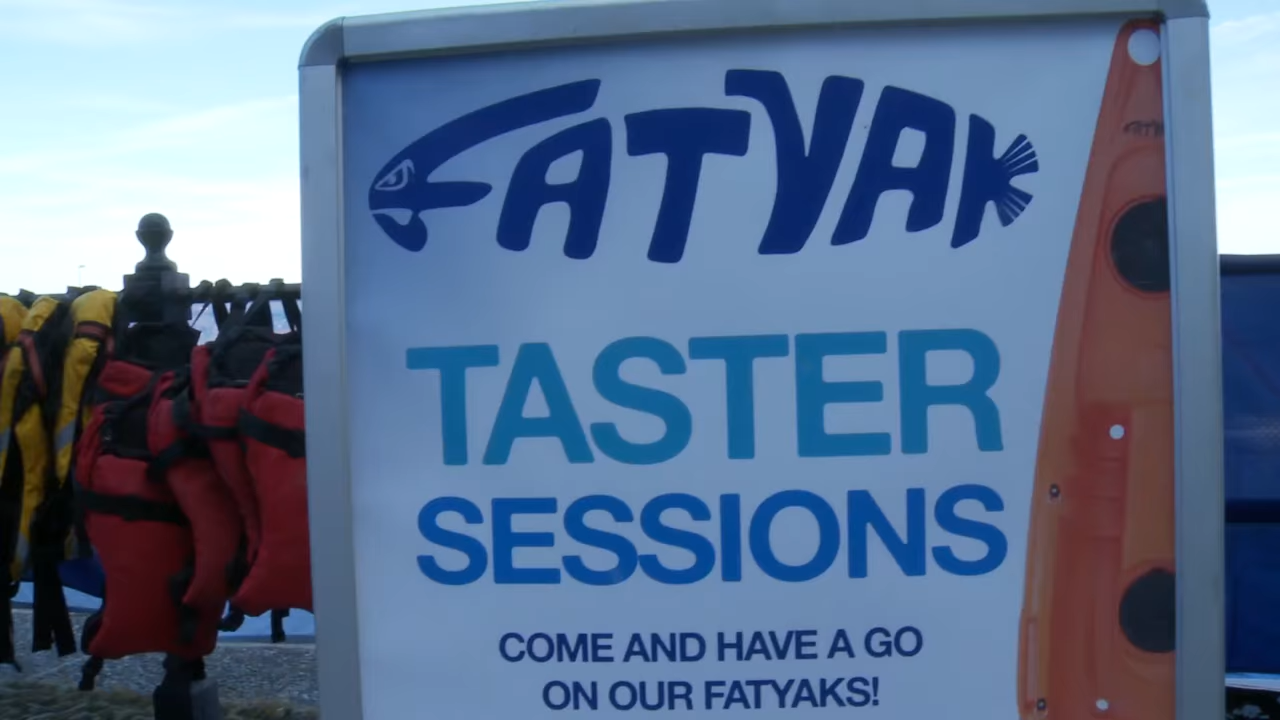 FATYAK
TASTER
SESSIONS
COME AND HAVE A GO
ON OUR FATYAKS!